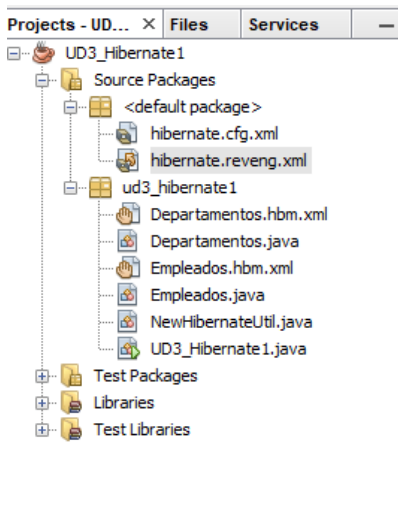 Projects - UD... × Files Services
UD3_Hibernate1
Source Packages
<default package>
hibernate.cfg.xml
hibernate.reveng.xml
ud3_hibernate1
Departamentos.hbm.xml
Departamentos.java
Empleados.hbm.xml
Empleados.java
NewHibernateUtil.java
UD3_Hibernate1.java
Test Packages
Libraries
Test Libraries